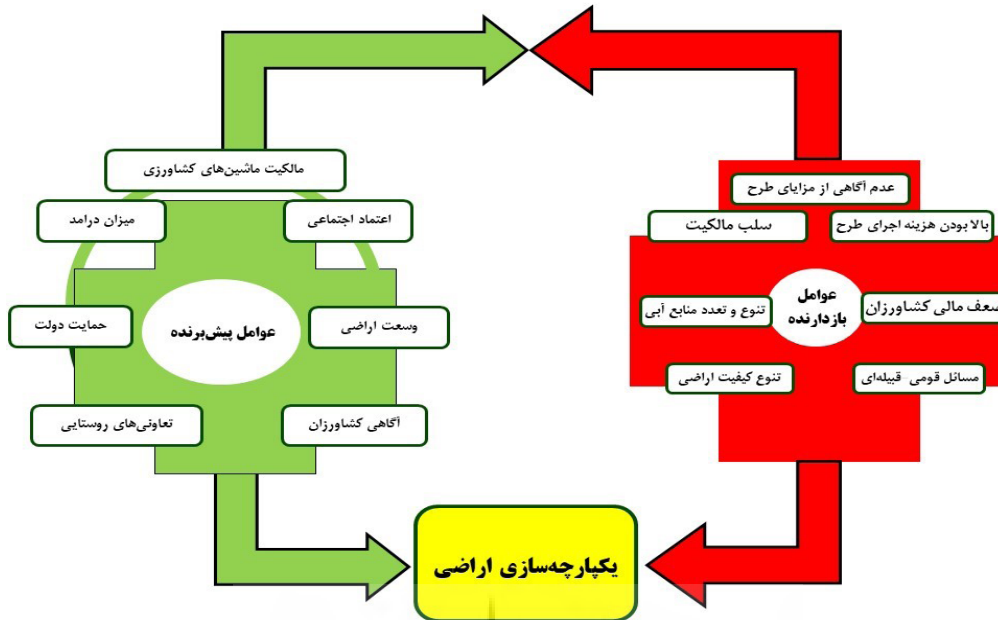 مالکیت ماشین‌های کشاورزی
اعتماد اجتماعی
میزان درامد
وسعت اراضی
عوامل پیش‌برنده
حمایت دولت
آگاهی کشاورزان
تعاونی‌های روستایی
عدم آگاهی از مزایای طرح
بالا بودن هزینه اجرای طرح
سلب مالکیت
مالی کشاورزان
عوامل
بازدارنده
تنوع و تعدد منابع آبی
مسائل قومی-قبیله‌ای
تنوع کیفیت اراضی
یکپارچه‌سازی اراضی